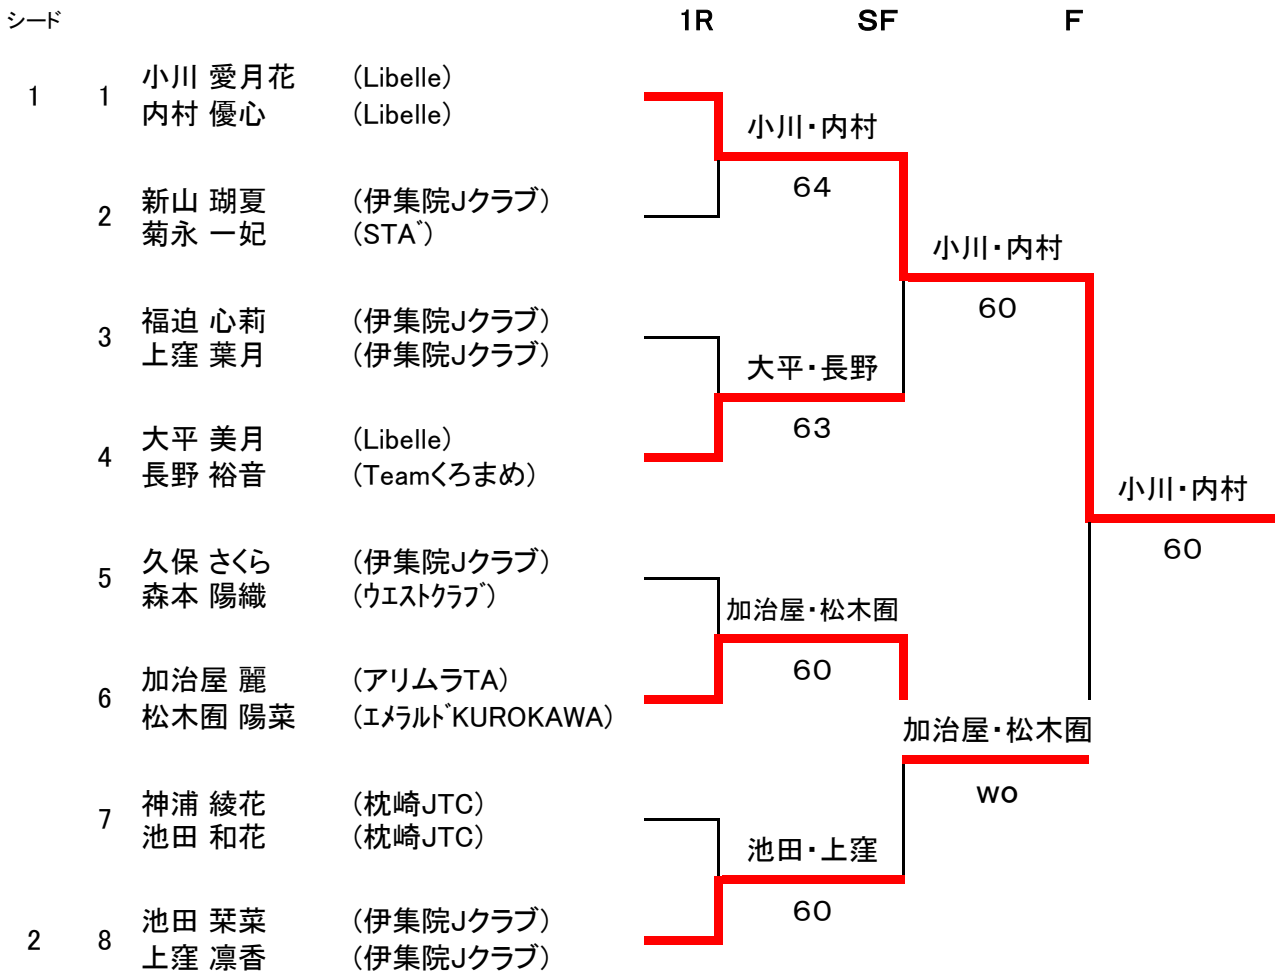 シード 1R SF F
小川 愛月花 (Libelle)
1 1
内村 優心 (Libelle)
小川・内村
64
新山 瑚夏 (伊集院Jクラブ)
2
菊永 一妃 (STA゛)
小川・内村
60
福迫 心莉 (伊集院Jクラブ)
3
上窪 葉月 (伊集院Jクラブ)
大平・長野
63
大平 美月 (Libelle)
4
長野 裕音 (Teamくろまめ)
小川・内村
60
久保 さくら (伊集院Jクラブ)
5
森本 陽織 (ｳｴｽﾄｸﾗﾌﾞ)
加治屋・松木囿
60
加治屋 麗 (アリムラTA)
6
松木囿 陽菜 (ｴﾒﾗﾙﾄﾞKUROKAWA)
加治屋・松木囿
wo
神浦 綾花 (枕崎JTC)
7
池田 和花 (枕崎JTC)
池田・上窪
60
池田 栞菜 (伊集院Jクラブ)
2 8
上窪 凛香 (伊集院Jクラブ)